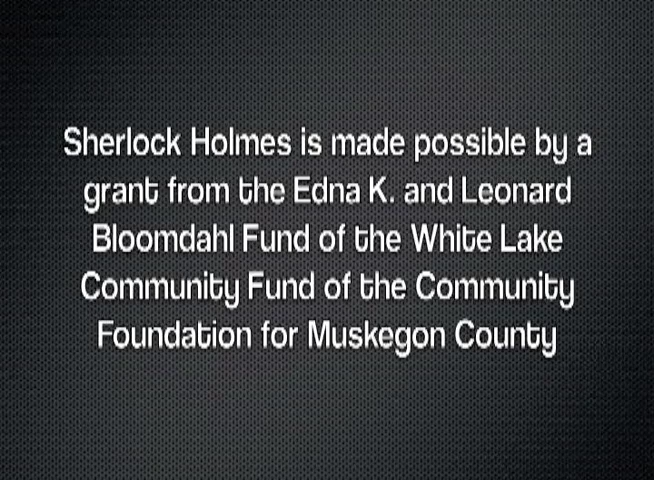 Sherlock Holmes is made possible by a
grant from the Edna K. and Leonard
Bloomdahl Fund of the White Lake
Community Fund of the Community
Foundation for Muskegon County